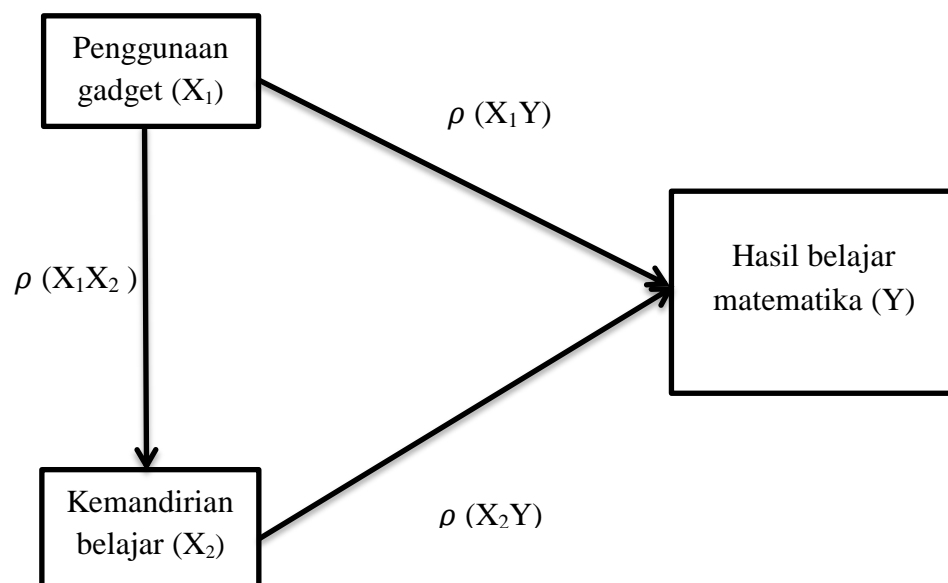 Penggunaan
gadget (X₁)
ρ (X₁Y)
ρ (X₁X₂ )
Hasil belajar
matematika (Y)
Kemandirian
belajar (X₂)
ρ (X₂Y)